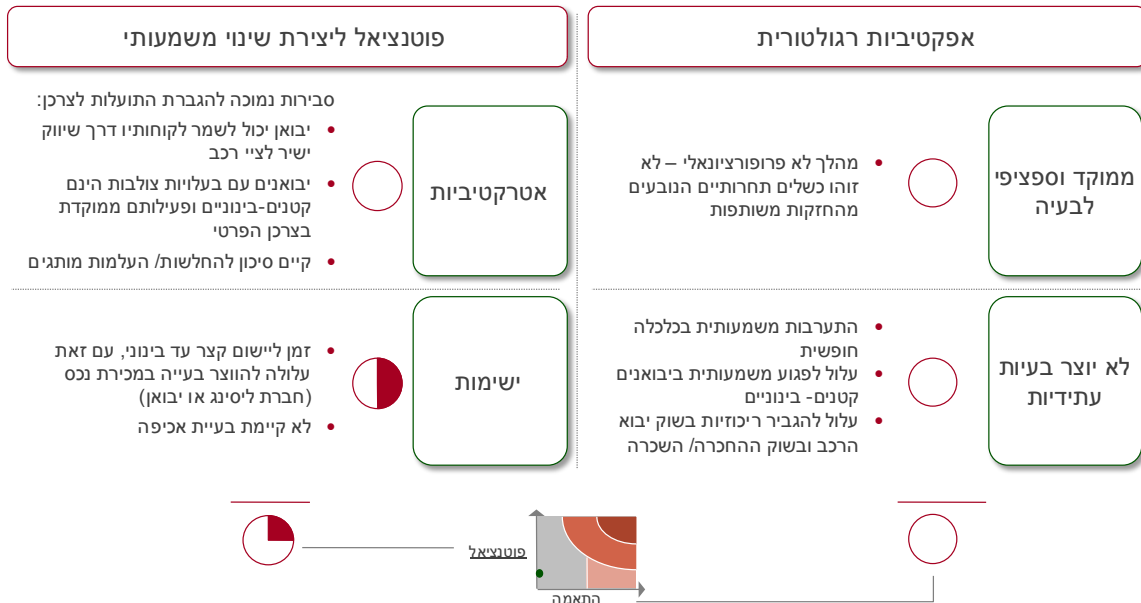 אפקטיביות רגולטורית
ממוקד וספציפי
לבעיה
מהלך לא פרופורציונאלי – לא
זוהו כשלים תחרותיים הנובעים
מהחזקות משותפות
לא יוצר בעיות
עתידיות
התערבות משמעותית בכלכלה
חופשית
עלול לפגוע משמעותית ביבואנים
קטנים- בינוניים
עלול להגביר ריכוזיות בשוק יבוא
הרכב ובשוק ההחכרה/ השכרה
פוטנציאל ליצירת שינוי משמעותי
אטרקטיביות
סבירות נמוכה להגברת התועלות לצרכן:
יבואן יכול לשמר לקוחותיו דרך שיווק
ישיר לציי רכב
יבואנים עם בעלויות צולבות הינם
קטנים-בינוניים ופעילותם ממוקדת
בצרכן הפרטי
קיים סיכון להחלשות/ העלמות מותגים
ישימות
זמן ליישום קצר עד בינוני, עם זאת
עלולה להווצר בעייה במכירת נכס
(חברת ליסינג או יבואן)
לא קיימת בעיית אכיפה
פוטנציאל
התאמה